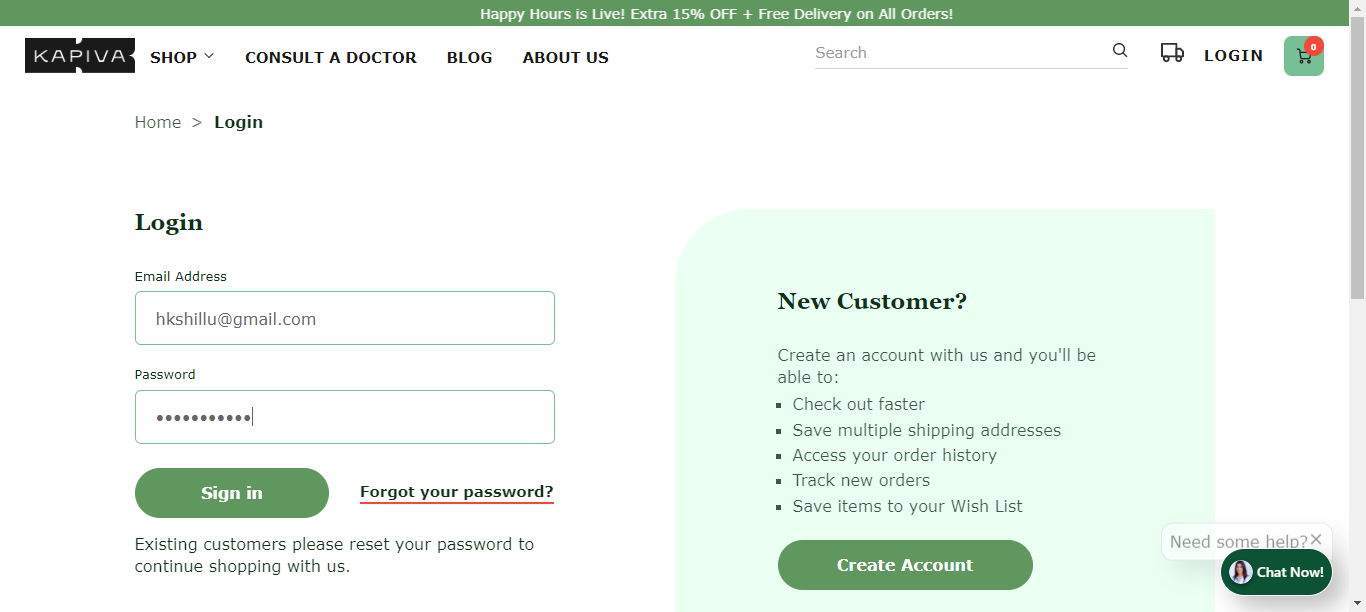 Happy Hours is Live! Extra 15% OFF + Free Delivery on All Orders!
KAPIVA
SHOP
CONSULT A DOCTOR
BLOG
ABOUT US
Search
LOGIN
0
Home > Login
Login
Email Address
hkshillu@gmail.com
Password
•••••••••••
Sign in
Forgot your password?
Existing customers please reset your password to
continue shopping with us.
New Customer?
Create an account with us and you'll be
able to:
▪ Check out faster
▪ Save multiple shipping addresses
▪ Access your order history
▪ Track new orders
▪ Save items to your Wish List
Create Account
Need some help?
Chat Now!